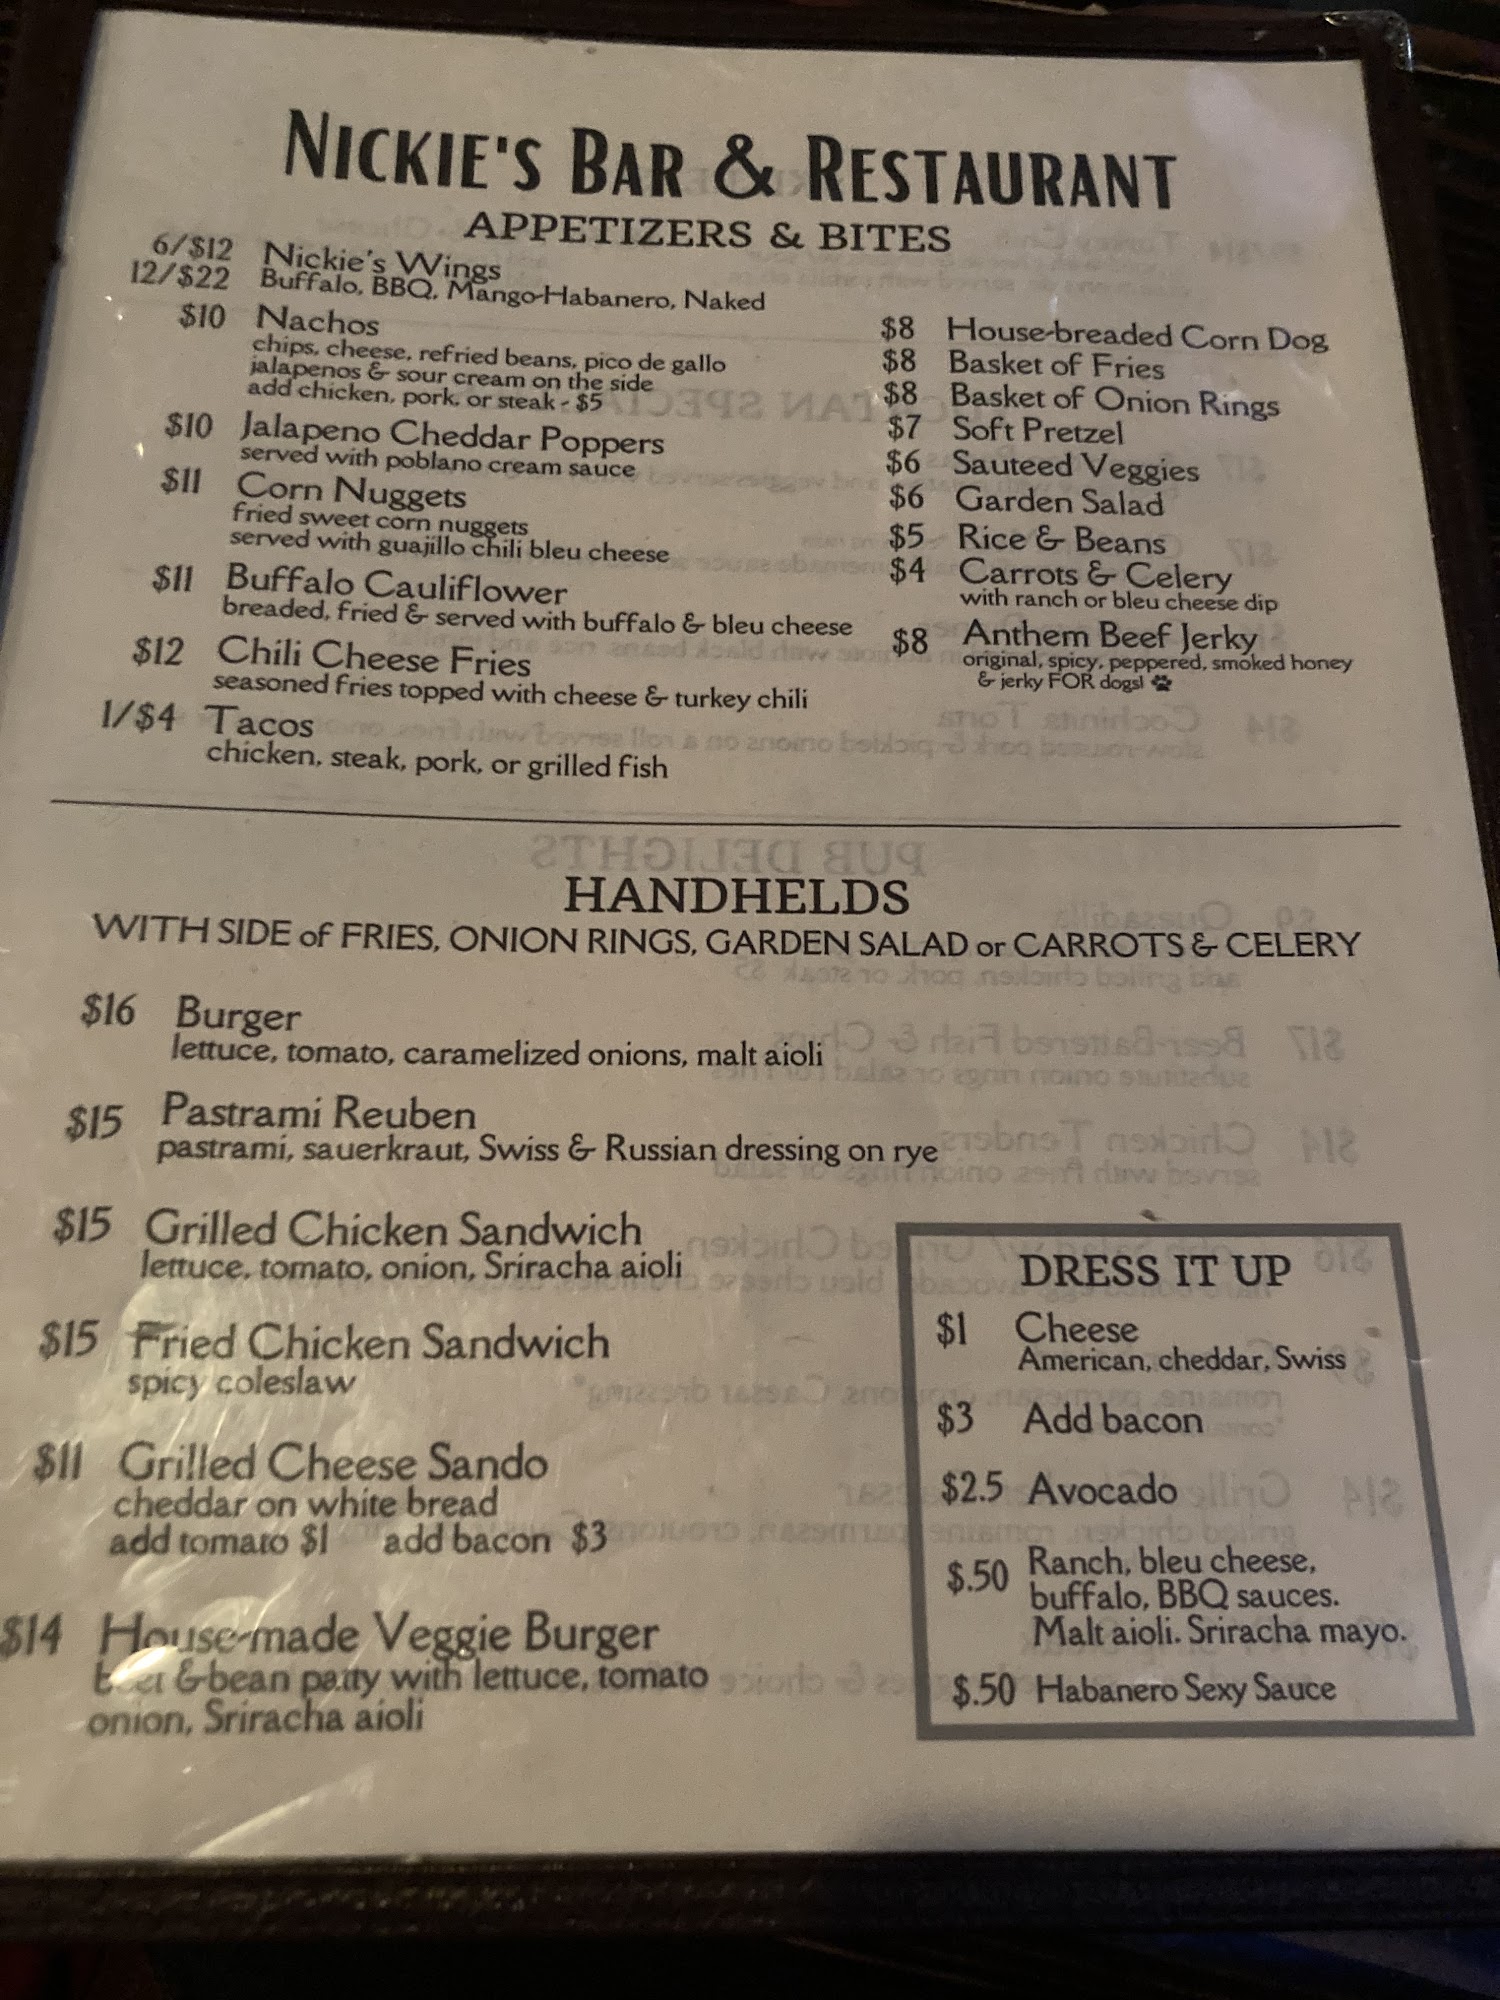 NICKIE'S BAR & RESTAURANT
APPETIZERS & BITES
6/$12 Nickie's Wings
12/$22 Buffalo, BBQ, Mango-Habanero, Naked
$10 Nachos
chips, cheese, refried beans, pico de gallo
jalapenos & sour cream on the side
add chicken, pork, or steak - $5
$10 Jalapeno Cheddar Poppers
served with poblano cream sauce
$11 Corn Nuggets
fried sweet corn nuggets
served with guajillo chili bleu cheese
$11 Buffalo Cauliflower
breaded, fried & served with buffalo & bleu cheese
$12 Chili Cheese Fries
seasoned fries topped with cheese & turkey chili
1/$4 Tacos
chicken, steak, pork, or grilled fish
$8 House-breaded Corn Dog
$8 Basket of Fries
$8 Basket of Onion Rings
$7 Soft Pretzel
$6 Sauteed Veggies
$6 Garden Salad
$5 Rice & Beans
$4 Carrots & Celery
with ranch or bleu cheese dip
$8 Anthem Beef Jerky
original, spicy, peppered, smoked honey
& jerky FOR dogs!
HANDHELDS
WITH SIDE of FRIES, ONION RINGS, GARDEN SALAD or CARROTS & CELERY
$16 Burger
lettuce, tomato, caramelized onions, malt aioli
$15 Pastrami Reuben
pastrami, sauerkraut, Swiss & Russian dressing on rye
$15 Grilled Chicken Sandwich
lettuce, tomato, onion, Sriracha aioli
$15 Fried Chicken Sandwich
spicy coleslaw
$11 Grilled Cheese Sando
cheddar on white bread
add tomato $1 add bacon $3
$14 House-made Veggie Burger
& bean patty with lettuce, tomato
onion, Sriracha aioli
DRESS IT UP
$1 Cheese
American, cheddar, Swiss
$3 Add bacon
$2.5 Avocado
$.50 Ranch, bleu cheese,
buffalo, BBQ sauces.
Malt aioli. Sriracha mayo.
$.50 Habanero Sexy Sauce